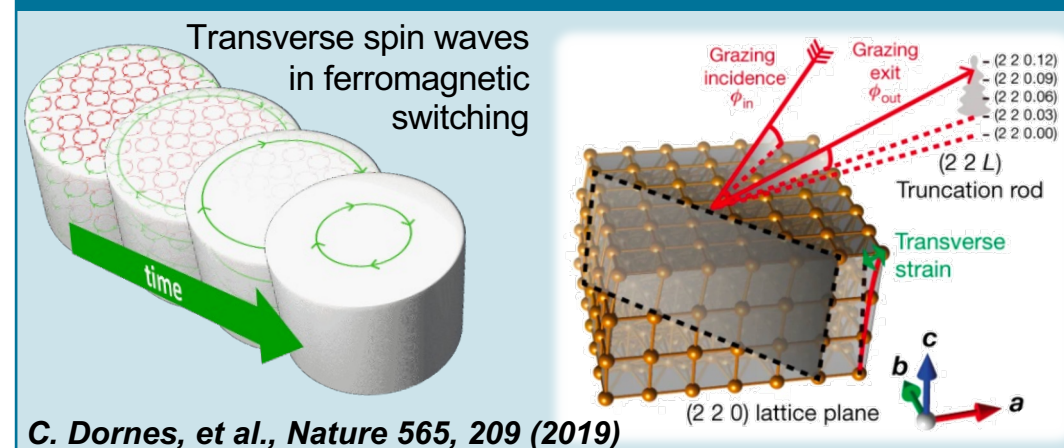 Transverse spin waves
in ferromagnetic
switching
time
Grazing
incidence
ϕin
Grazing
exit
ϕout
(2 2 0.12)
(2 2 0.09)
(2 2 0.06)
(2 2 0.03)
(2 2 0.00)
(2 2 L)
Truncation rod
Transverse
strain
c
b
a
(2 2 0) lattice plane
C. Dornes, et al., Nature 565, 209 (2019)